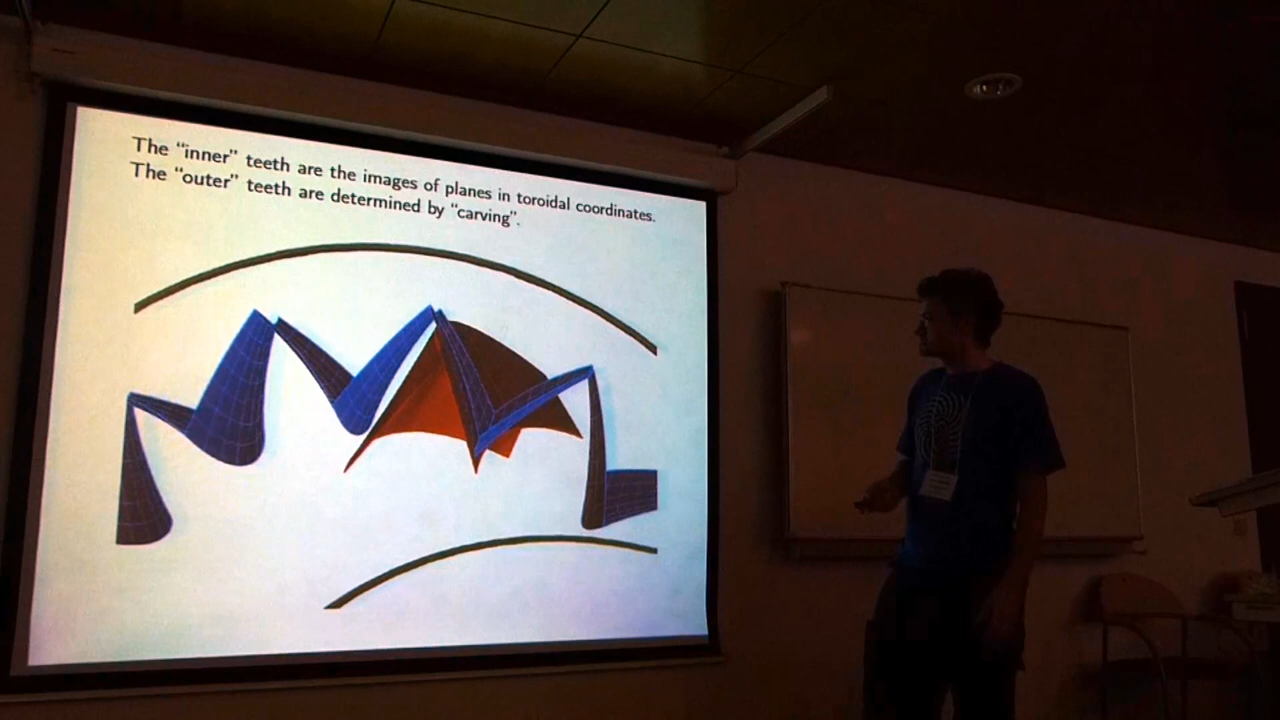 The “inner” teeth are the images of planes in toroidal coordinates.
The “outer” teeth are determined by “carving”.